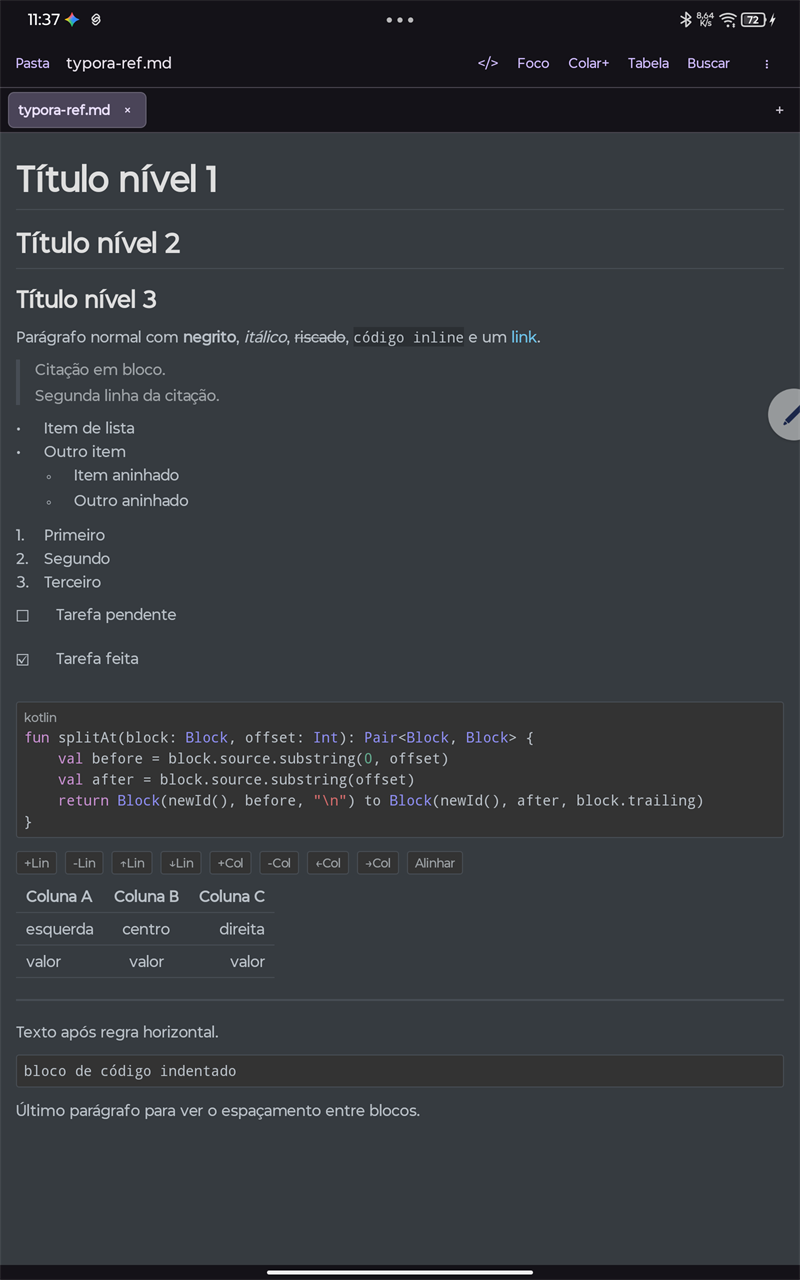 11:37 8,64 K/s 72
Pasta typora-ref.md </> Foco Colar+ Tabela Buscar ⋮
typora-ref.md × +
Título nível 1
Título nível 2
Título nível 3
Parágrafo normal com negrito, itálico, riscado, código inline e um link.
Citação em bloco.
Segunda linha da citação.
• Item de lista
• Outro item
◦ Item aninhado
◦ Outro aninhado
1. Primeiro
2. Segundo
3. Terceiro
☐ Tarefa pendente
☑ Tarefa feita
kotlin
fun splitAt(block: Block, offset: Int): Pair<Block, Block> {
    val before = block.source.substring(0, offset)
    val after = block.source.substring(offset)
    return Block(newId(), before, "\n") to Block(newId(), after, block.trailing)
}
+Lin -Lin ↑Lin ↓Lin +Col -Col ←Col →Col Alinhar
Coluna A Coluna B Coluna C
esquerda centro direita
valor valor valor
Texto após regra horizontal.
bloco de código indentado
Último parágrafo para ver o espaçamento entre blocos.